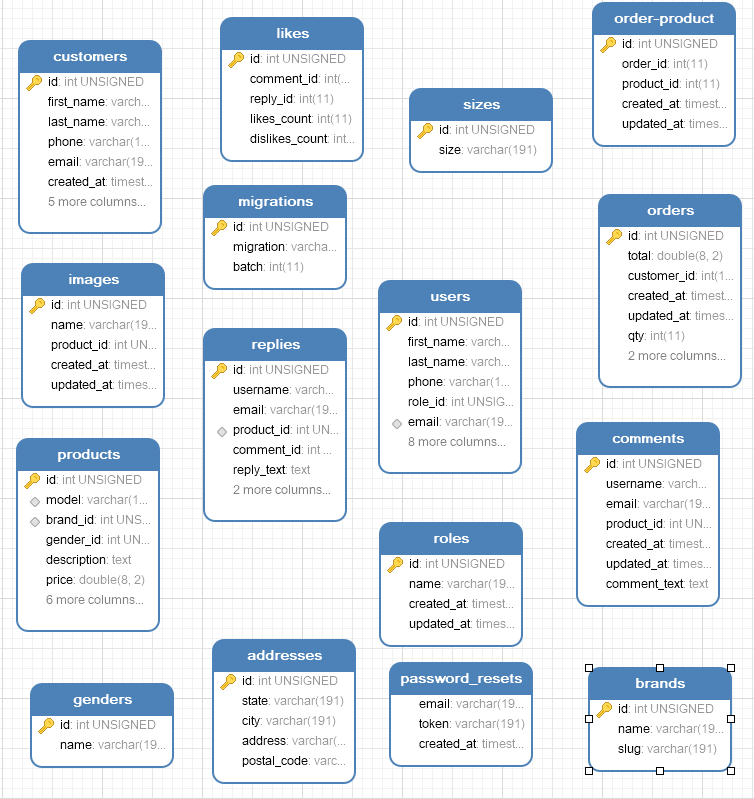 customers
id: int UNSIGNED
first_name: varch...
last_name: varch...
phone: varchar(1...
email: varchar(19...
created_at: timest...
5 more columns...
likes
id: int UNSIGNED
comment_id: int(...
reply_id: int(11)
likes_count: int(11)
dislikes_count: int...
sizes
id: int UNSIGNED
size: varchar(191)
order-product
id: int UNSIGNED
order_id: int(11)
product_id: int(11)
created_at: timest...
updated_at: times...
migrations
id: int UNSIGNED
migration: varcha...
batch: int(11)
orders
id: int UNSIGNED
total: double(8, 2)
customer_id: int(1...
created_at: timest...
updated_at: times...
qty: int(11)
2 more columns...
images
id: int UNSIGNED
name: varchar(19...
product_id: int UN...
created_at: timest...
updated_at: times...
users
id: int UNSIGNED
first_name: varch...
last_name: varch...
phone: varchar(1...
role_id: int UNSIG...
email: varchar(19...
8 more columns...
replies
id: int UNSIGNED
username: varch...
email: varchar(19...
product_id: int UN...
comment_id: int ...
reply_text: text
2 more columns...
products
id: int UNSIGNED
model: varchar(1...
brand_id: int UNS...
gender_id: int UN...
description: text
price: double(8, 2)
6 more columns...
comments
id: int UNSIGNED
username: varch...
email: varchar(19...
product_id: int UN...
created_at: timest...
updated_at: times...
comment_text: text
roles
id: int UNSIGNED
name: varchar(19...
created_at: timest...
updated_at: times...
addresses
id: int UNSIGNED
state: varchar(191)
city: varchar(191)
address: varchar(...
postal_code: varc...
password_resets
email: varchar(19...
token: varchar(191)
created_at: timest...
genders
id: int UNSIGNED
name: varchar(19...
brands
id: int UNSIGNED
name: varchar(19...
slug: varchar(191)